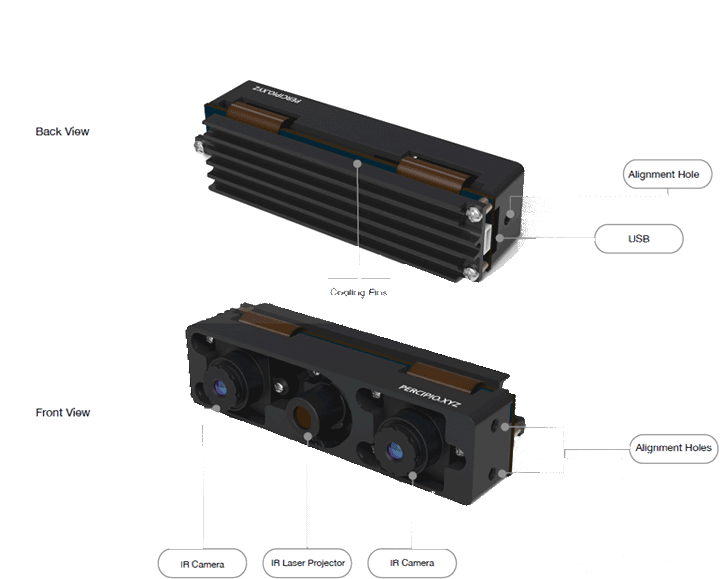 PERCIPIO.XYZ
Back View
Alignment Hole
USB
Cooling Fins
PERCIPIO.XYZ
Front View
Alignment Holes
IR Camera
IR Laser Projector
IR Camera